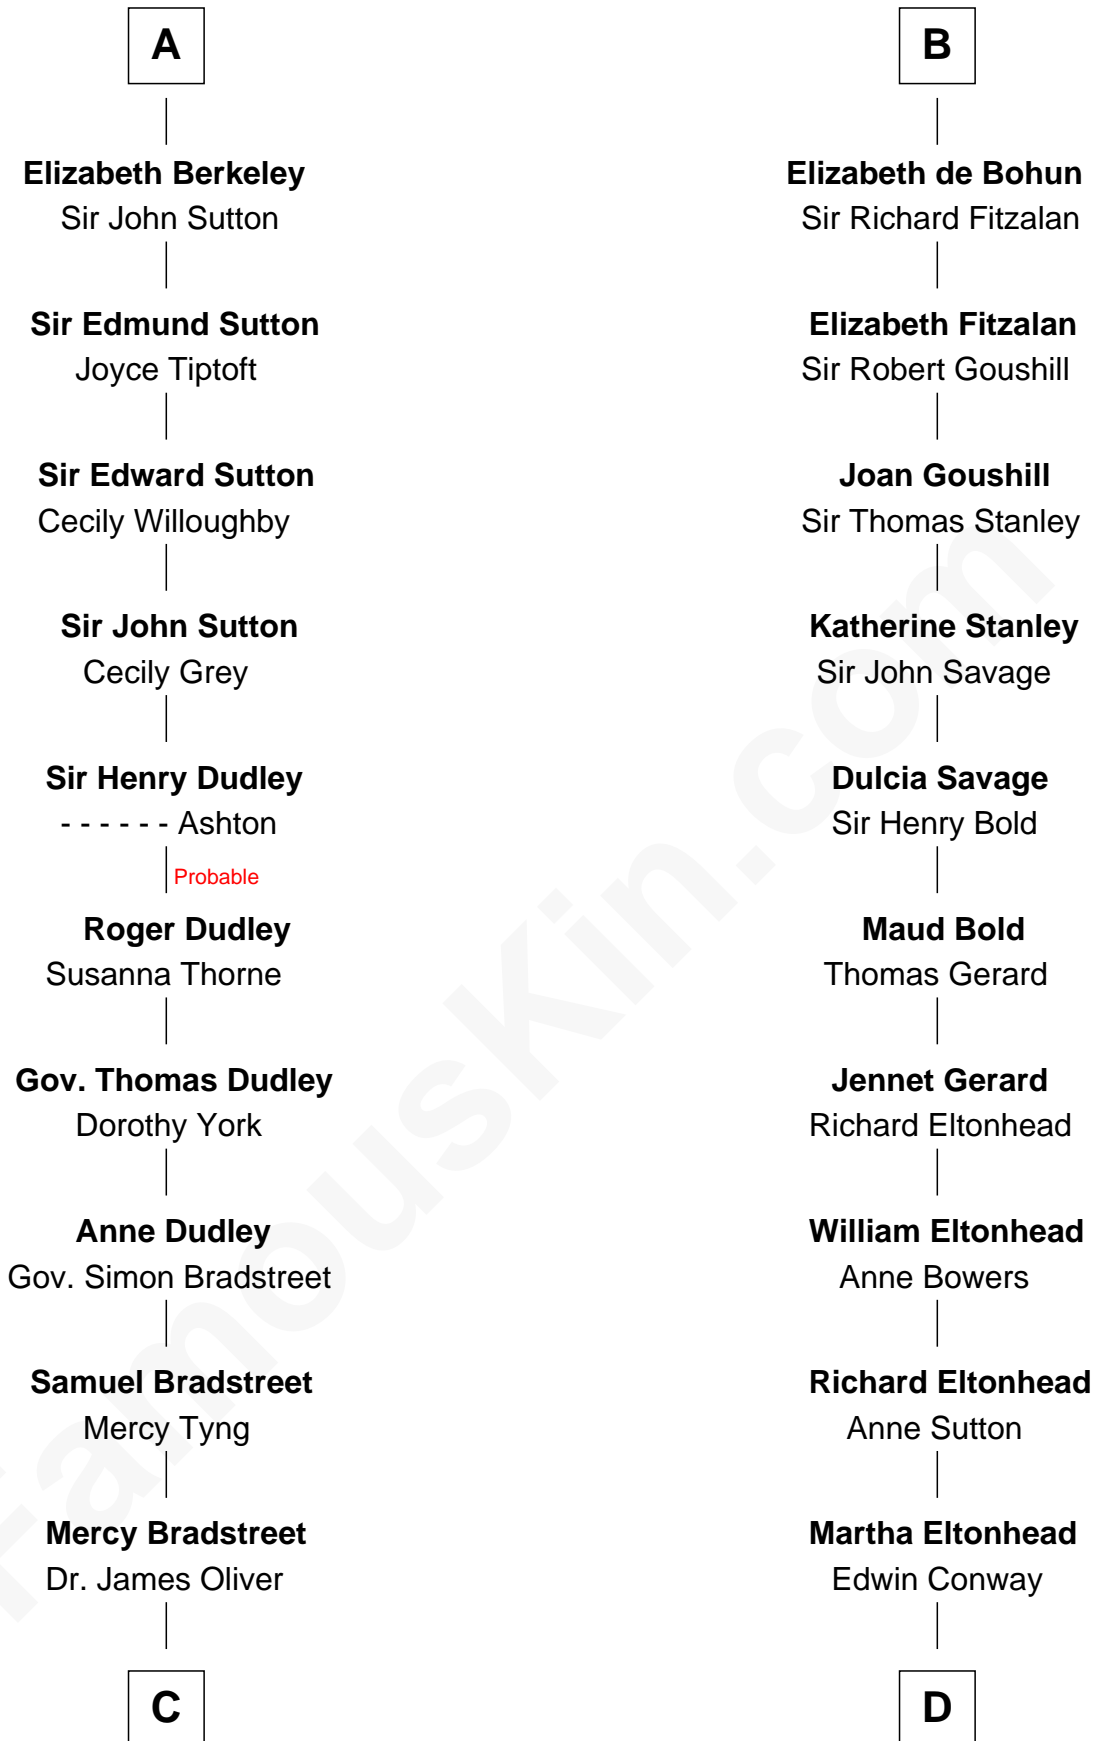 A
Elizabeth Berkeley
Sir John Sutton
Sir Edmund Sutton
Joyce Tiptoft
Sir Edward Sutton
Cecily Willoughby
Sir John Sutton
Cecily Grey
Sir Henry Dudley
- - - - - - Ashton
Probable
Roger Dudley
Susanna Thorne
Gov. Thomas Dudley
Dorothy York
Anne Dudley
Gov. Simon Bradstreet
Samuel Bradstreet
Mercy Tyng
Mercy Bradstreet
Dr. James Oliver
C
B
Elizabeth de Bohun
Sir Richard Fitzalan
Elizabeth Fitzalan
Sir Robert Goushill
Joan Goushill
Sir Thomas Stanley
Katherine Stanley
Sir John Savage
Dulcia Savage
Sir Henry Bold
Maud Bold
Thomas Gerard
Jennet Gerard
Richard Eltonhead
William Eltonhead
Anne Bowers
Richard Eltonhead
Anne Sutton
Martha Eltonhead
Edwin Conway
D
FamousKin.com